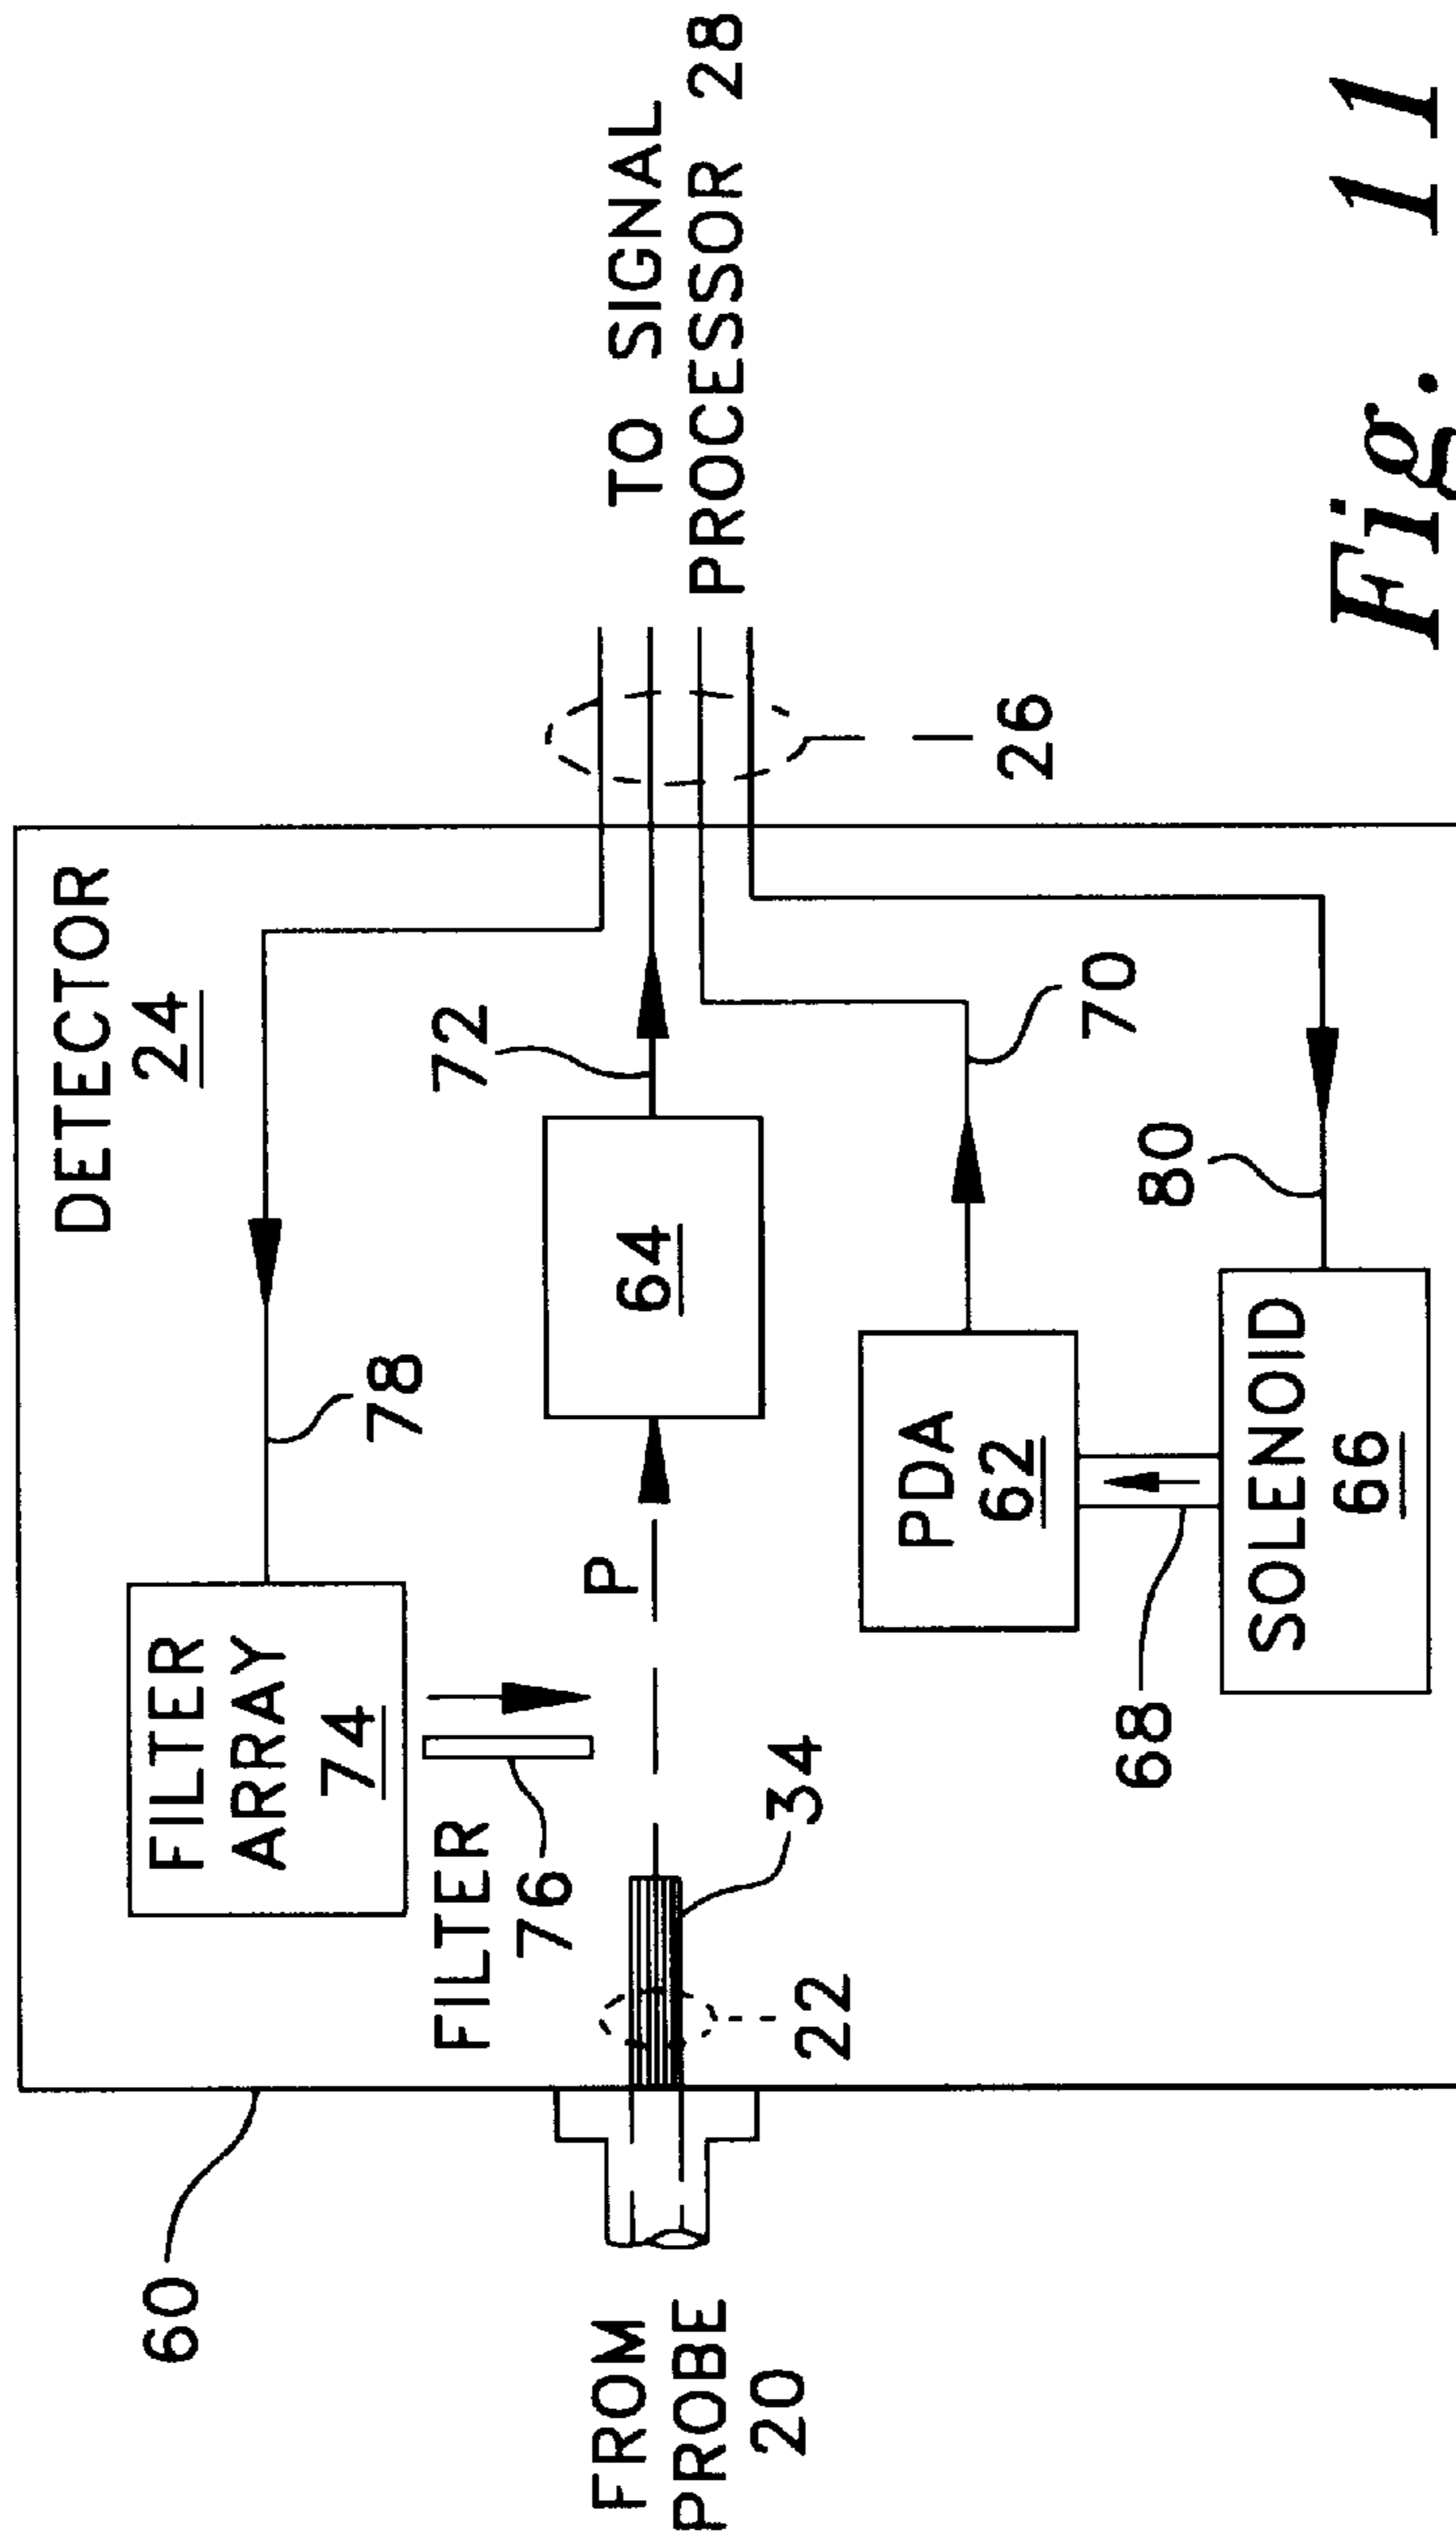 DETECTOR
24
60
FILTER
ARRAY
74
78
FILTER
76
72
TO SIGNAL
PROCESSOR 28
FROM
PROBE
20
22
34
P
64
26
PDA
62
70
68
80
SOLENOID
66
Fig. 11